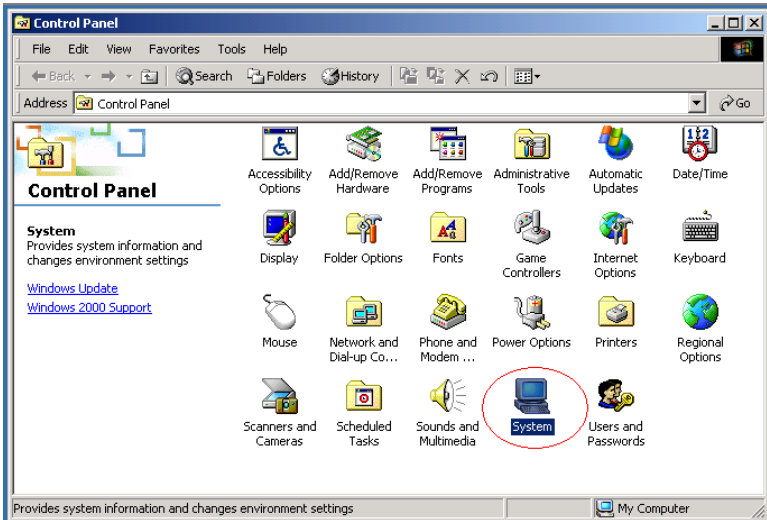 Control Panel
File Edit View Favorites Tools Help
Back Search Folders History
Address Control Panel Go
Control Panel
System
Provides system information and
changes environment settings
Windows Update
Windows 2000 Support
Accessibility Options
Add/Remove Hardware
Add/Remove Programs
Administrative Tools
Automatic Updates
Date/Time
Display
Folder Options
Fonts
Game Controllers
Internet Options
Keyboard
Mouse
Network and Dial-up Co...
Phone and Modem ...
Power Options
Printers
Regional Options
Scanners and Cameras
Scheduled Tasks
Sounds and Multimedia
System
Users and Passwords
Provides system information and changes environment settings
My Computer